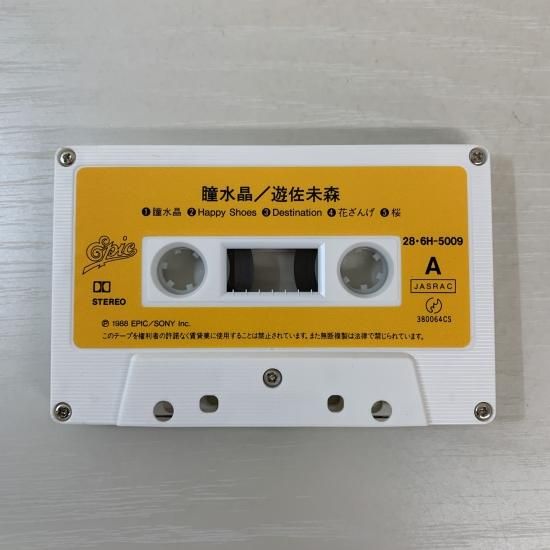 瞳水晶／遊佐未森
❶瞳水晶 ❷Happy Shoes ❸Destination ❹花ざんげ ❺桜
Epic
28・6H-5009
A
JASRAC
STEREO
380064CS
Ⓟ 1988 EPIC／SONY Inc.
このテープを権利者の許諾なく賃貸業に使用することは禁止されています。また無断複製は法律で禁じられています。